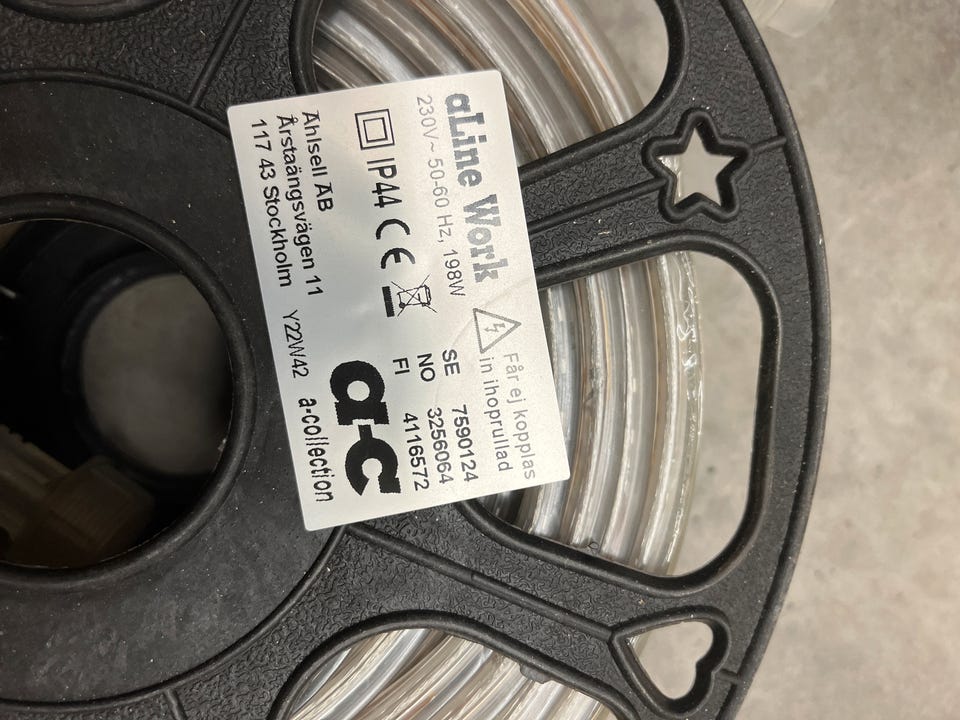 aLine Work
230V~ 50-60 Hz, 198W
Får ej kopplas
in ihoprullad
IP44 CE
SE 7590124
NO 3256064
FI 4116572
Ahlsell AB
Årstaängsvägen 11
117 43 Stockholm
Y22W42
a-c
a-collection